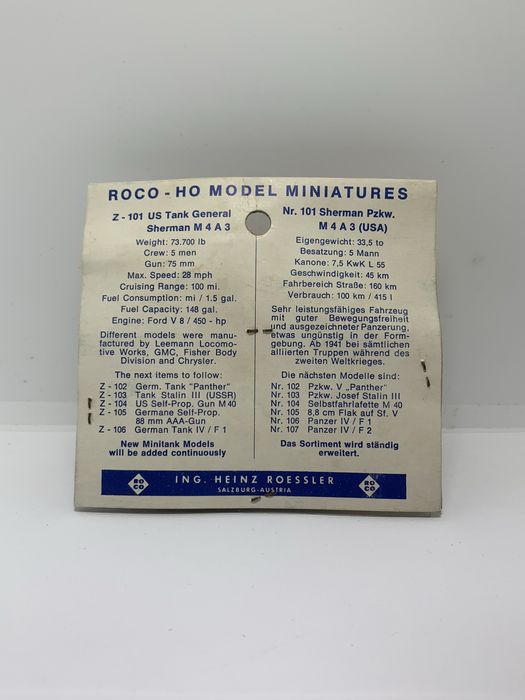 ROCO - HO MODEL MINIATURES
Z - 101 US Tank General
Sherman M 4 A 3
Weight: 73.700 lb
Crew: 5 men
Gun: 75 mm
Max. Speed: 28 mph
Cruising Range: 100 mi.
Fuel Consumption: mi / 1.5 gal.
Fuel Capacity: 148 gal.
Engine: Ford V 8 / 450 - hp
Different models were manu-
factured by Leemann Locomo-
tive Works, GMC, Fisher Body
Division and Chrysler.
The next items to follow:
Z - 102 Germ. Tank "Panther"
Z - 103 Tank Stalin III (USSR)
Z - 104 US Self-Prop. Gun M 40
Z - 105 Germane Self-Prop.
88 mm AAA-Gun
Z - 106 German Tank IV / F 1
New Minitank Models
will be added continuously
Nr. 101 Sherman Pzkw.
M 4 A 3 (USA)
Eigengewicht: 33,5 to
Besatzung: 5 Mann
Kanone: 7,5 KwK L 55
Geschwindigkeit: 45 km
Fahrbereich Straße: 160 km
Verbrauch: 100 km / 415 l
Sehr leistungsfähiges Fahrzeug
mit guter Bewegungsfreiheit
und ausgezeichneter Panzerung,
etwas ungünstig in der Form-
gebung. Ab 1941 bei sämtlichen
alliierten Truppen während des
zweiten Weltkrieges.
Die nächsten Modelle sind:
Nr. 102 Pzkw. V „Panther"
Nr. 103 Pzkw. Josef Stalin III
Nr. 104 Selbstfahrlafette M 40
Nr. 105 8,8 cm Flak auf Sf. V
Nr. 106 Panzer IV / F 1
Nr. 107 Panzer IV / F 2
Das Sortiment wird ständig
erweitert.
RO
CO
ING. HEINZ ROESSLER
SALZBURG-AUSTRIA
RO
CO